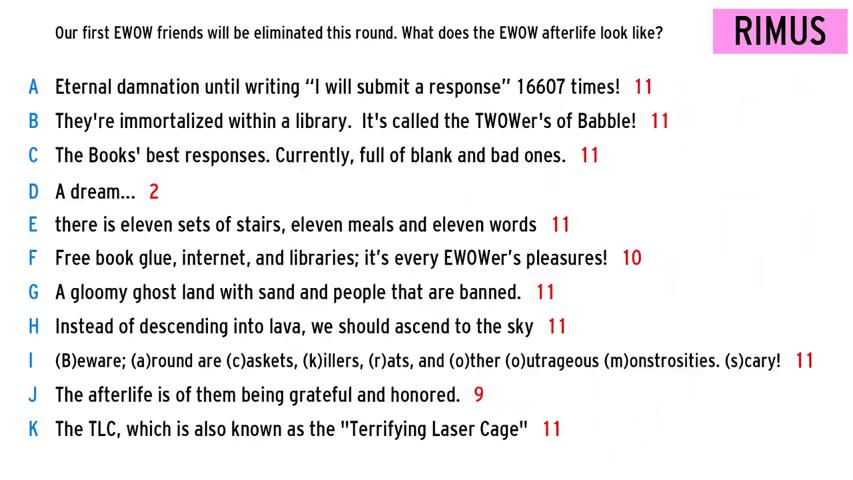 Our first EWOW friends will be eliminated this round. What does the EWOW afterlife look like?
RIMUS
A Eternal damnation until writing “I will submit a response” 16607 times! 11
B They're immortalized within a library. It's called the TWOWer's of Babble! 11
C The Books' best responses. Currently, full of blank and bad ones. 11
D A dream... 2
E there is eleven sets of stairs, eleven meals and eleven words 11
F Free book glue, internet, and libraries; it’s every EWOWer’s pleasures! 10
G A gloomy ghost land with sand and people that are banned. 11
H Instead of descending into lava, we should ascend to the sky 11
I (B)eware; (a)round are (c)askets, (k)illers, (r)ats, and (o)ther (o)utrageous (m)onstrosities. (s)cary! 11
J The afterlife is of them being grateful and honored. 9
K The TLC, which is also known as the "Terrifying Laser Cage" 11